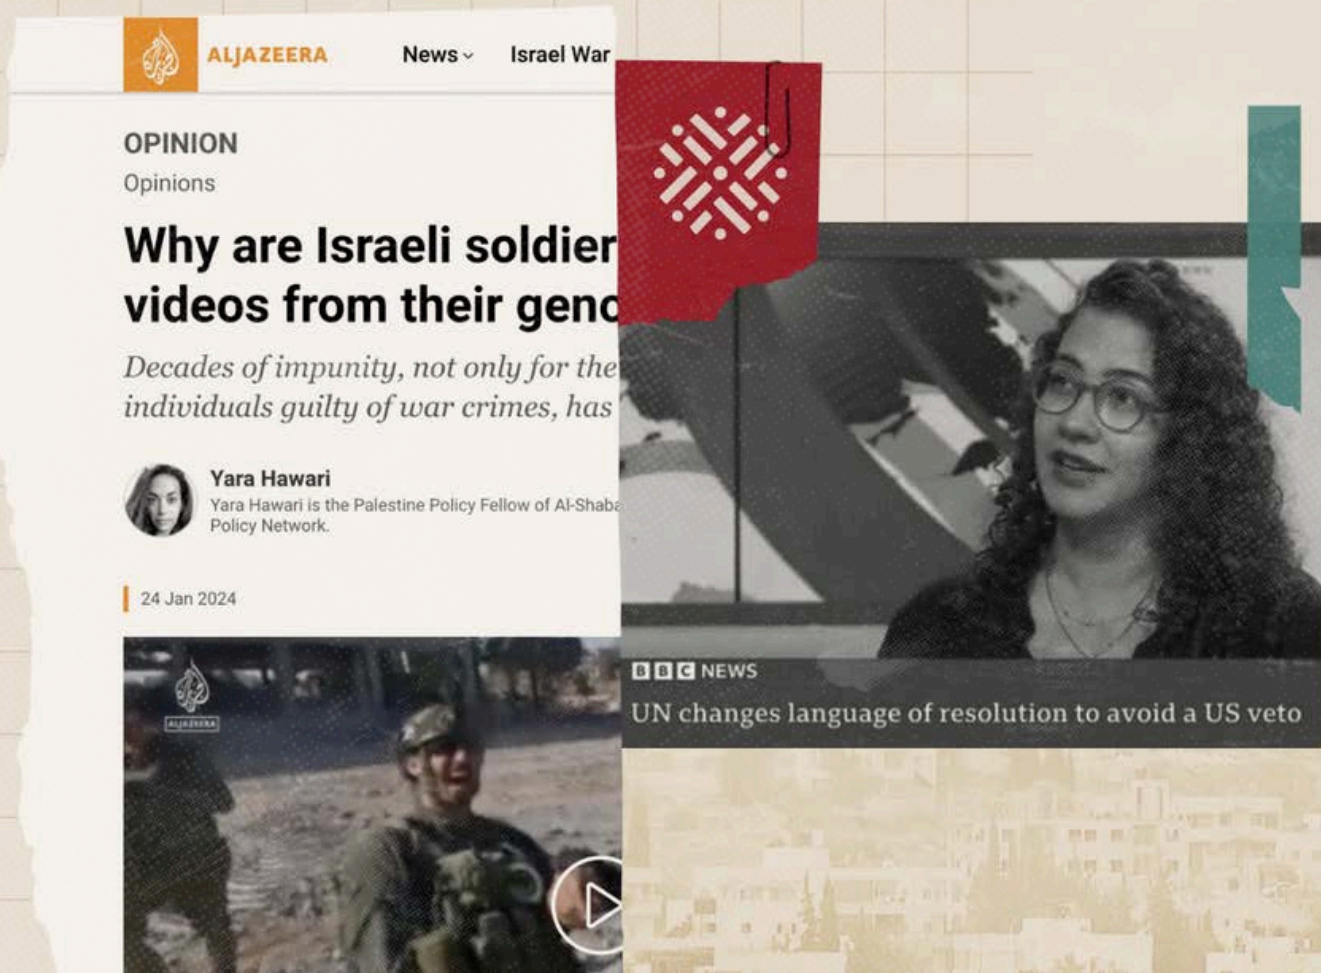 ALJAZEERA
News
Israel War
OPINION
Opinions
Why are Israeli soldier
videos from their geno
Decades of impunity, not only for the
individuals guilty of war crimes, has
Yara Hawari
Yara Hawari is the Palestine Policy Fellow of Al-Shaba
Policy Network.
24 Jan 2024
ALJAZEERA
BBC NEWS
UN changes language of resolution to avoid a US veto